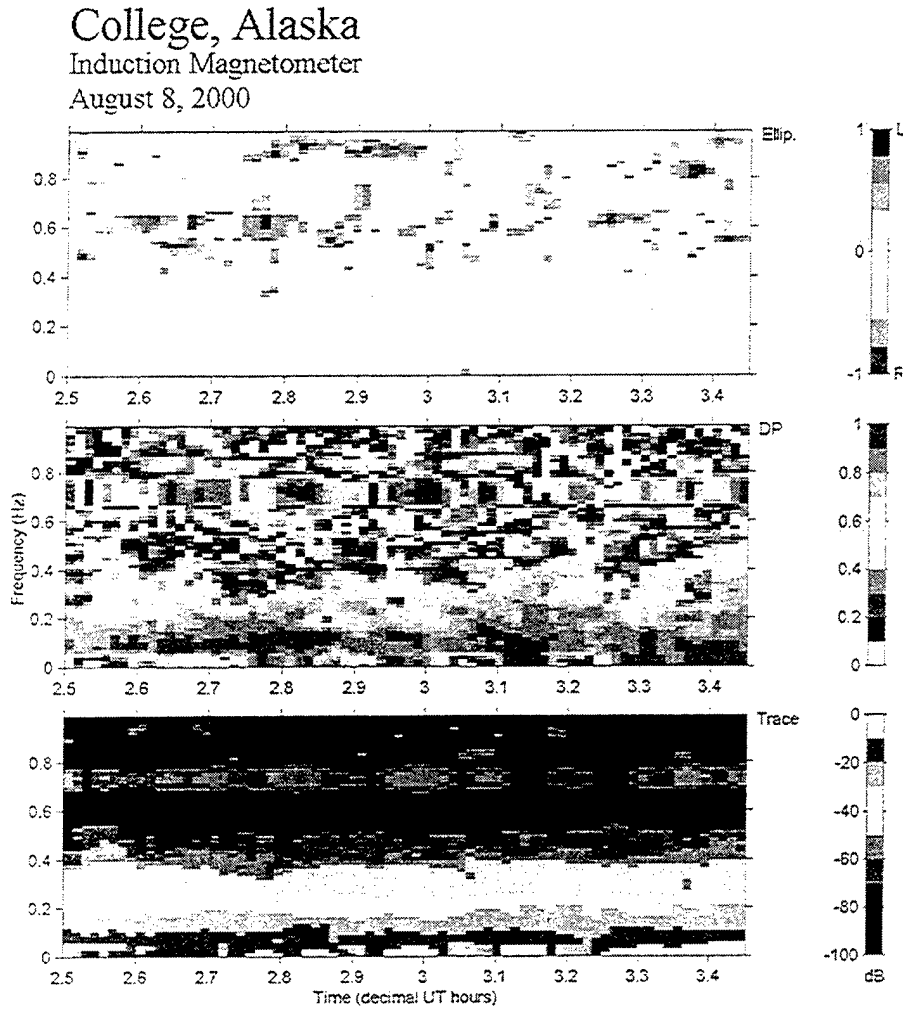 College, Alaska
Induction Magnetometer
August 8, 2000
Ellip.
0.8
0.6
0.4
0.2
0
2.5 2.6 2.7 2.8 2.9 3 3.1 3.2 3.3 3.4
1 L
0
-1
DP
Frequency (Hz)
0.8
0.6
0.4
0.2
0
2.5 2.6 2.7 2.8 2.9 3 3.1 3.2 3.3 3.4
1
0.8
0.6
0.4
0.2
0
Trace
0.8
0.6
0.4
0.2
0
2.5 2.6 2.7 2.8 2.9 3 3.1 3.2 3.3 3.4
Time (decimal UT hours)
0
-20
-40
-60
-80
-100
dB